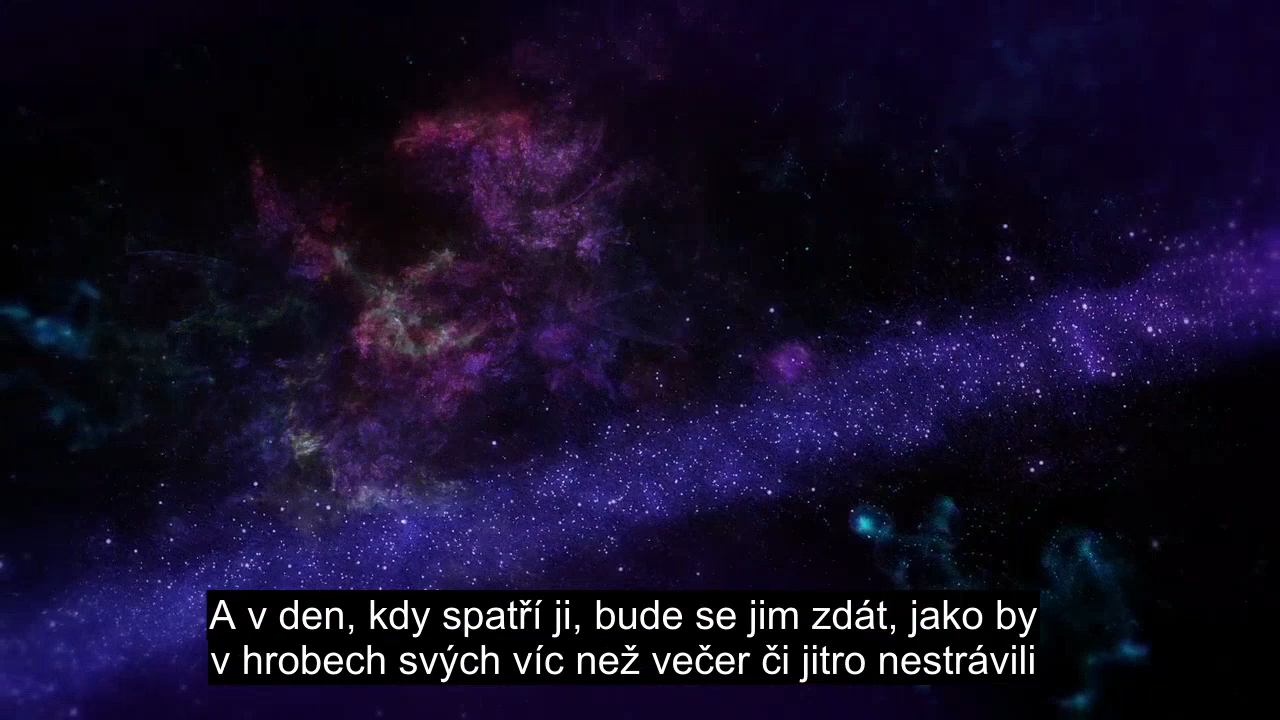 A v den, kdy spatří ji, bude se jim zdát, jako by
v hrobech svých víc než večer či jitro nestrávili